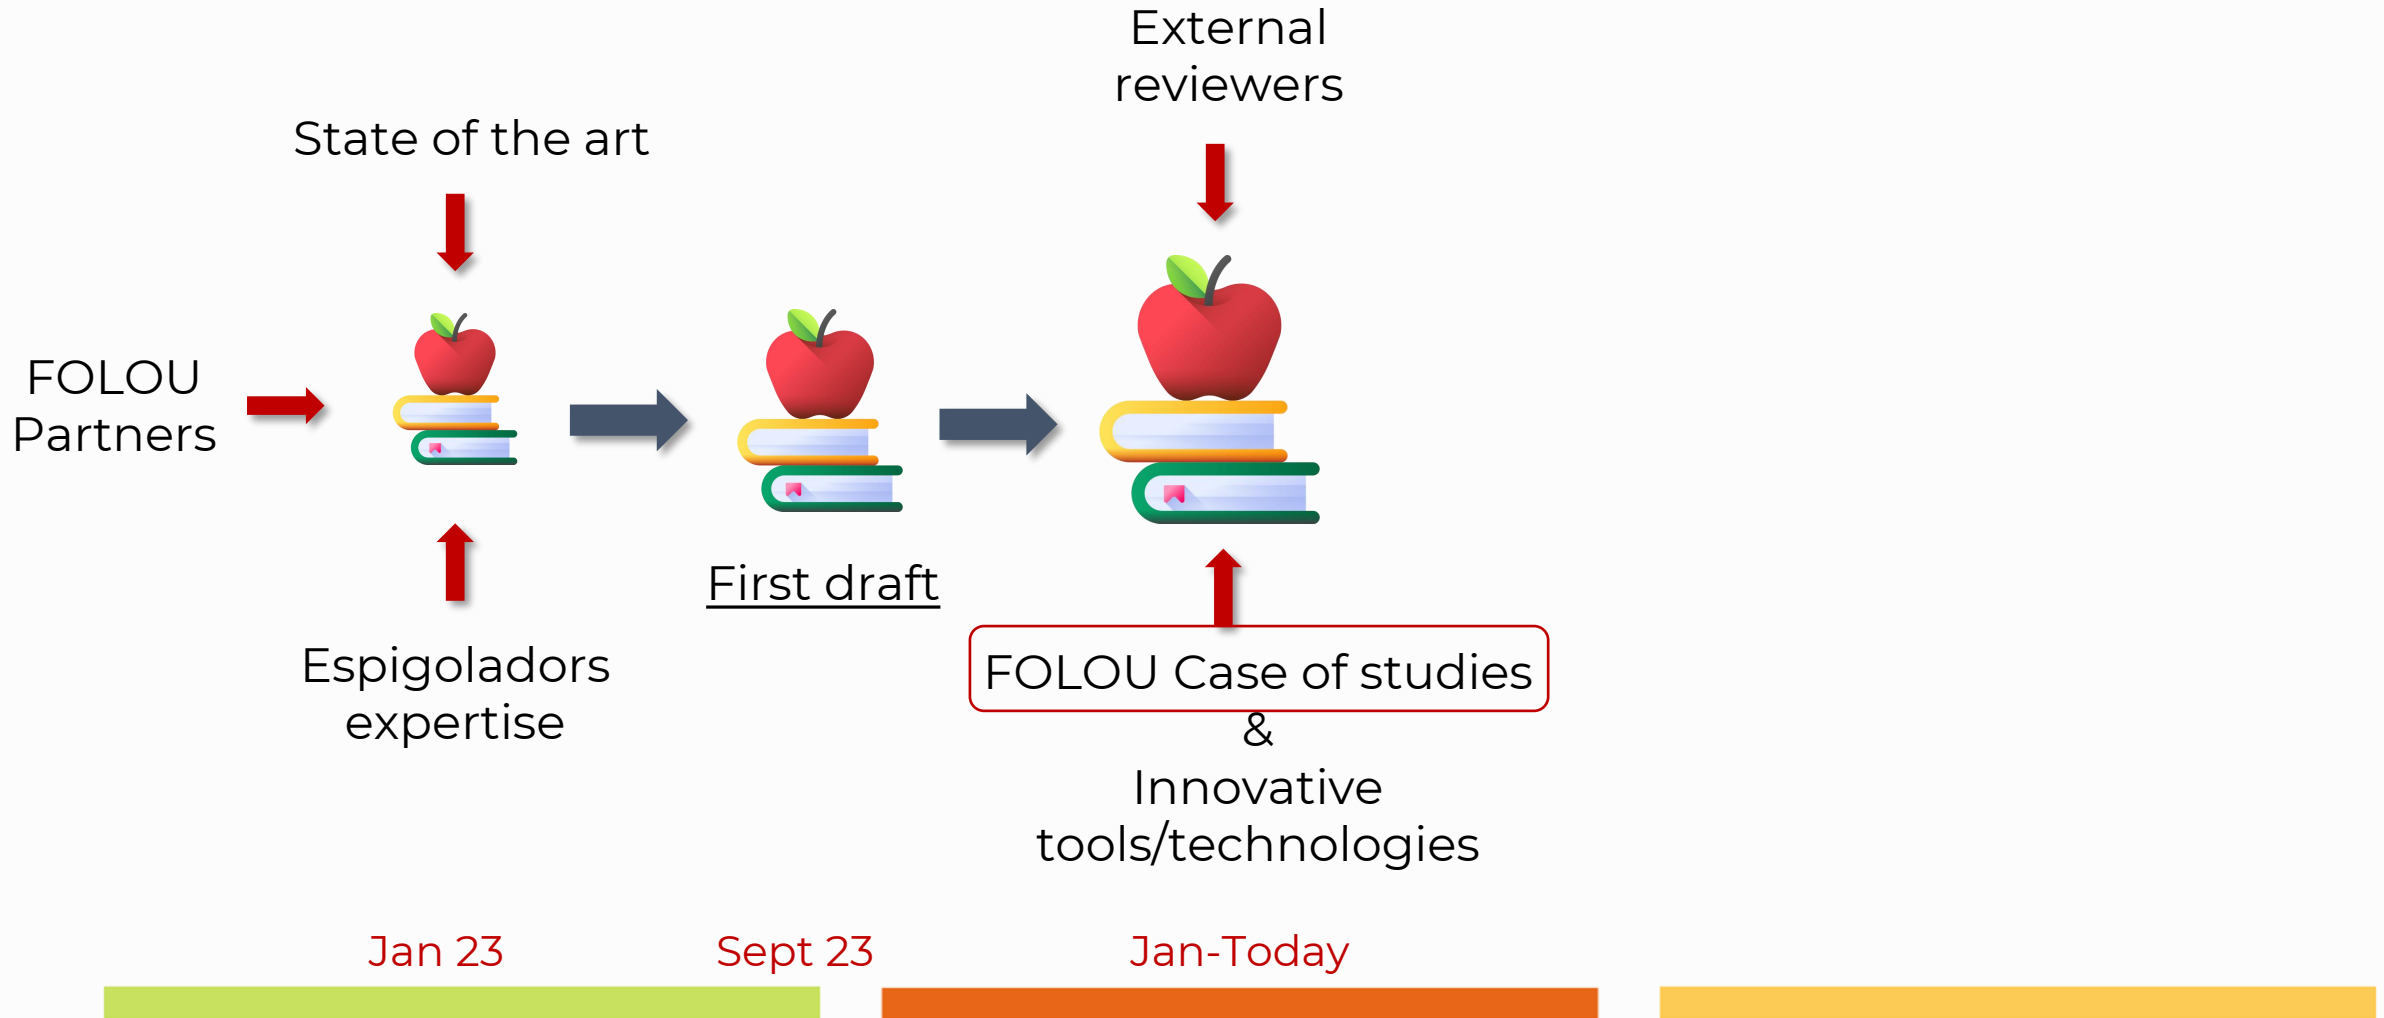 External
reviewers
State of the art
FOLOU
Partners
First draft
Espigoladors
expertise
FOLOU Case of studies
&
Innovative
tools/technologies
Jan 23
Sept 23
Jan-Today